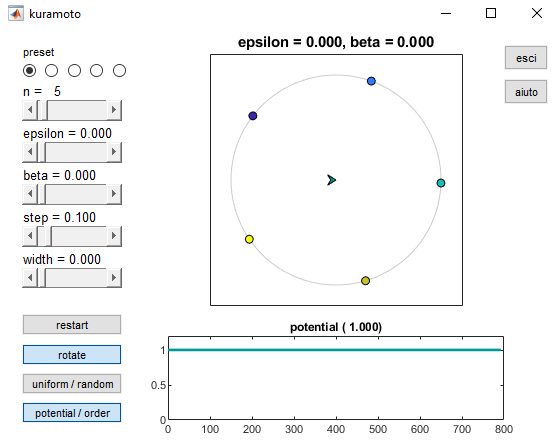 kuramoto
preset
n = 5
epsilon = 0.000
beta = 0.000
step = 0.100
width = 0.000
restart
rotate
uniform / random
potential / order
epsilon = 0.000, beta = 0.000
esci
aiuto
potential ( 1.000)
1
0.5
0
0 100 200 300 400 500 600 700 800